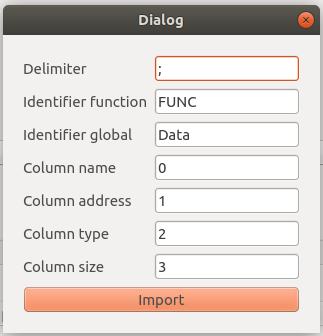 Dialog
Delimiter ;
Identifier function FUNC
Identifier global Data
Column name 0
Column address 1
Column type 2
Column size 3
Import